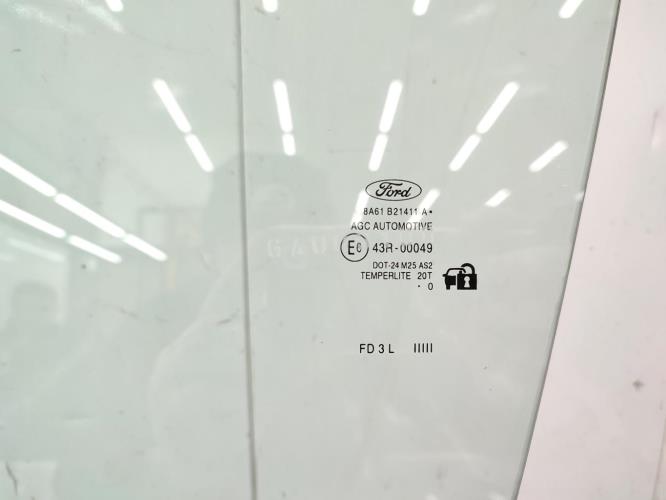 Ford
8A61 B21411 A •
AGC AUTOMOTIVE
E6 43R-00049
DOT-24 M25 AS2
TEMPERLITE 20T
· 0
FD 3 L IIIII